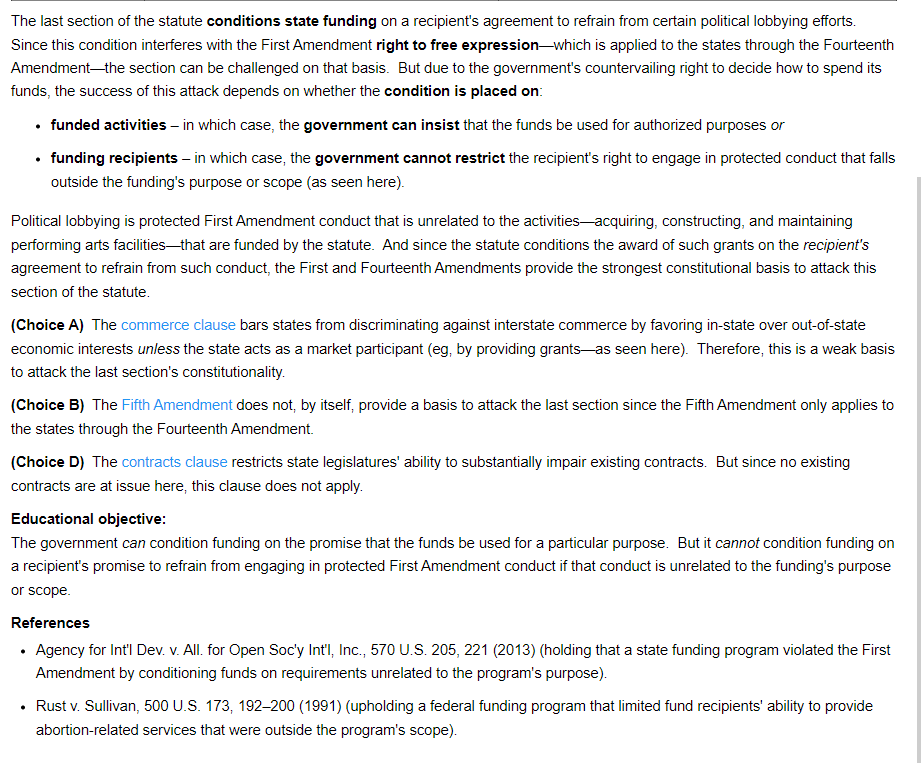 The last section of the statute conditions state funding on a recipient's agreement to refrain from certain political lobbying efforts.
Since this condition interferes with the First Amendment right to free expression—which is applied to the states through the Fourteenth
Amendment—the section can be challenged on that basis.  But due to the government's countervailing right to decide how to spend its
funds, the success of this attack depends on whether the condition is placed on:
• funded activities – in which case, the government can insist that the funds be used for authorized purposes or
• funding recipients – in which case, the government cannot restrict the recipient's right to engage in protected conduct that falls
outside the funding's purpose or scope (as seen here).
Political lobbying is protected First Amendment conduct that is unrelated to the activities—acquiring, constructing, and maintaining
performing arts facilities—that are funded by the statute.  And since the statute conditions the award of such grants on the recipient's
agreement to refrain from such conduct, the First and Fourteenth Amendments provide the strongest constitutional basis to attack this
section of the statute.
(Choice A)  The commerce clause bars states from discriminating against interstate commerce by favoring in-state over out-of-state
economic interests unless the state acts as a market participant (eg, by providing grants—as seen here).  Therefore, this is a weak basis
to attack the last section's constitutionality.
(Choice B)  The Fifth Amendment does not, by itself, provide a basis to attack the last section since the Fifth Amendment only applies to
the states through the Fourteenth Amendment.
(Choice D)  The contracts clause restricts state legislatures' ability to substantially impair existing contracts.  But since no existing
contracts are at issue here, this clause does not apply.
Educational objective:
The government can condition funding on the promise that the funds be used for a particular purpose.  But it cannot condition funding on
a recipient's promise to refrain from engaging in protected First Amendment conduct if that conduct is unrelated to the funding's purpose
or scope.
References
• Agency for Int'l Dev. v. All. for Open Soc'y Int'l, Inc., 570 U.S. 205, 221 (2013) (holding that a state funding program violated the First
Amendment by conditioning funds on requirements unrelated to the program's purpose).
• Rust v. Sullivan, 500 U.S. 173, 192–200 (1991) (upholding a federal funding program that limited fund recipients' ability to provide
abortion-related services that were outside the program's scope).